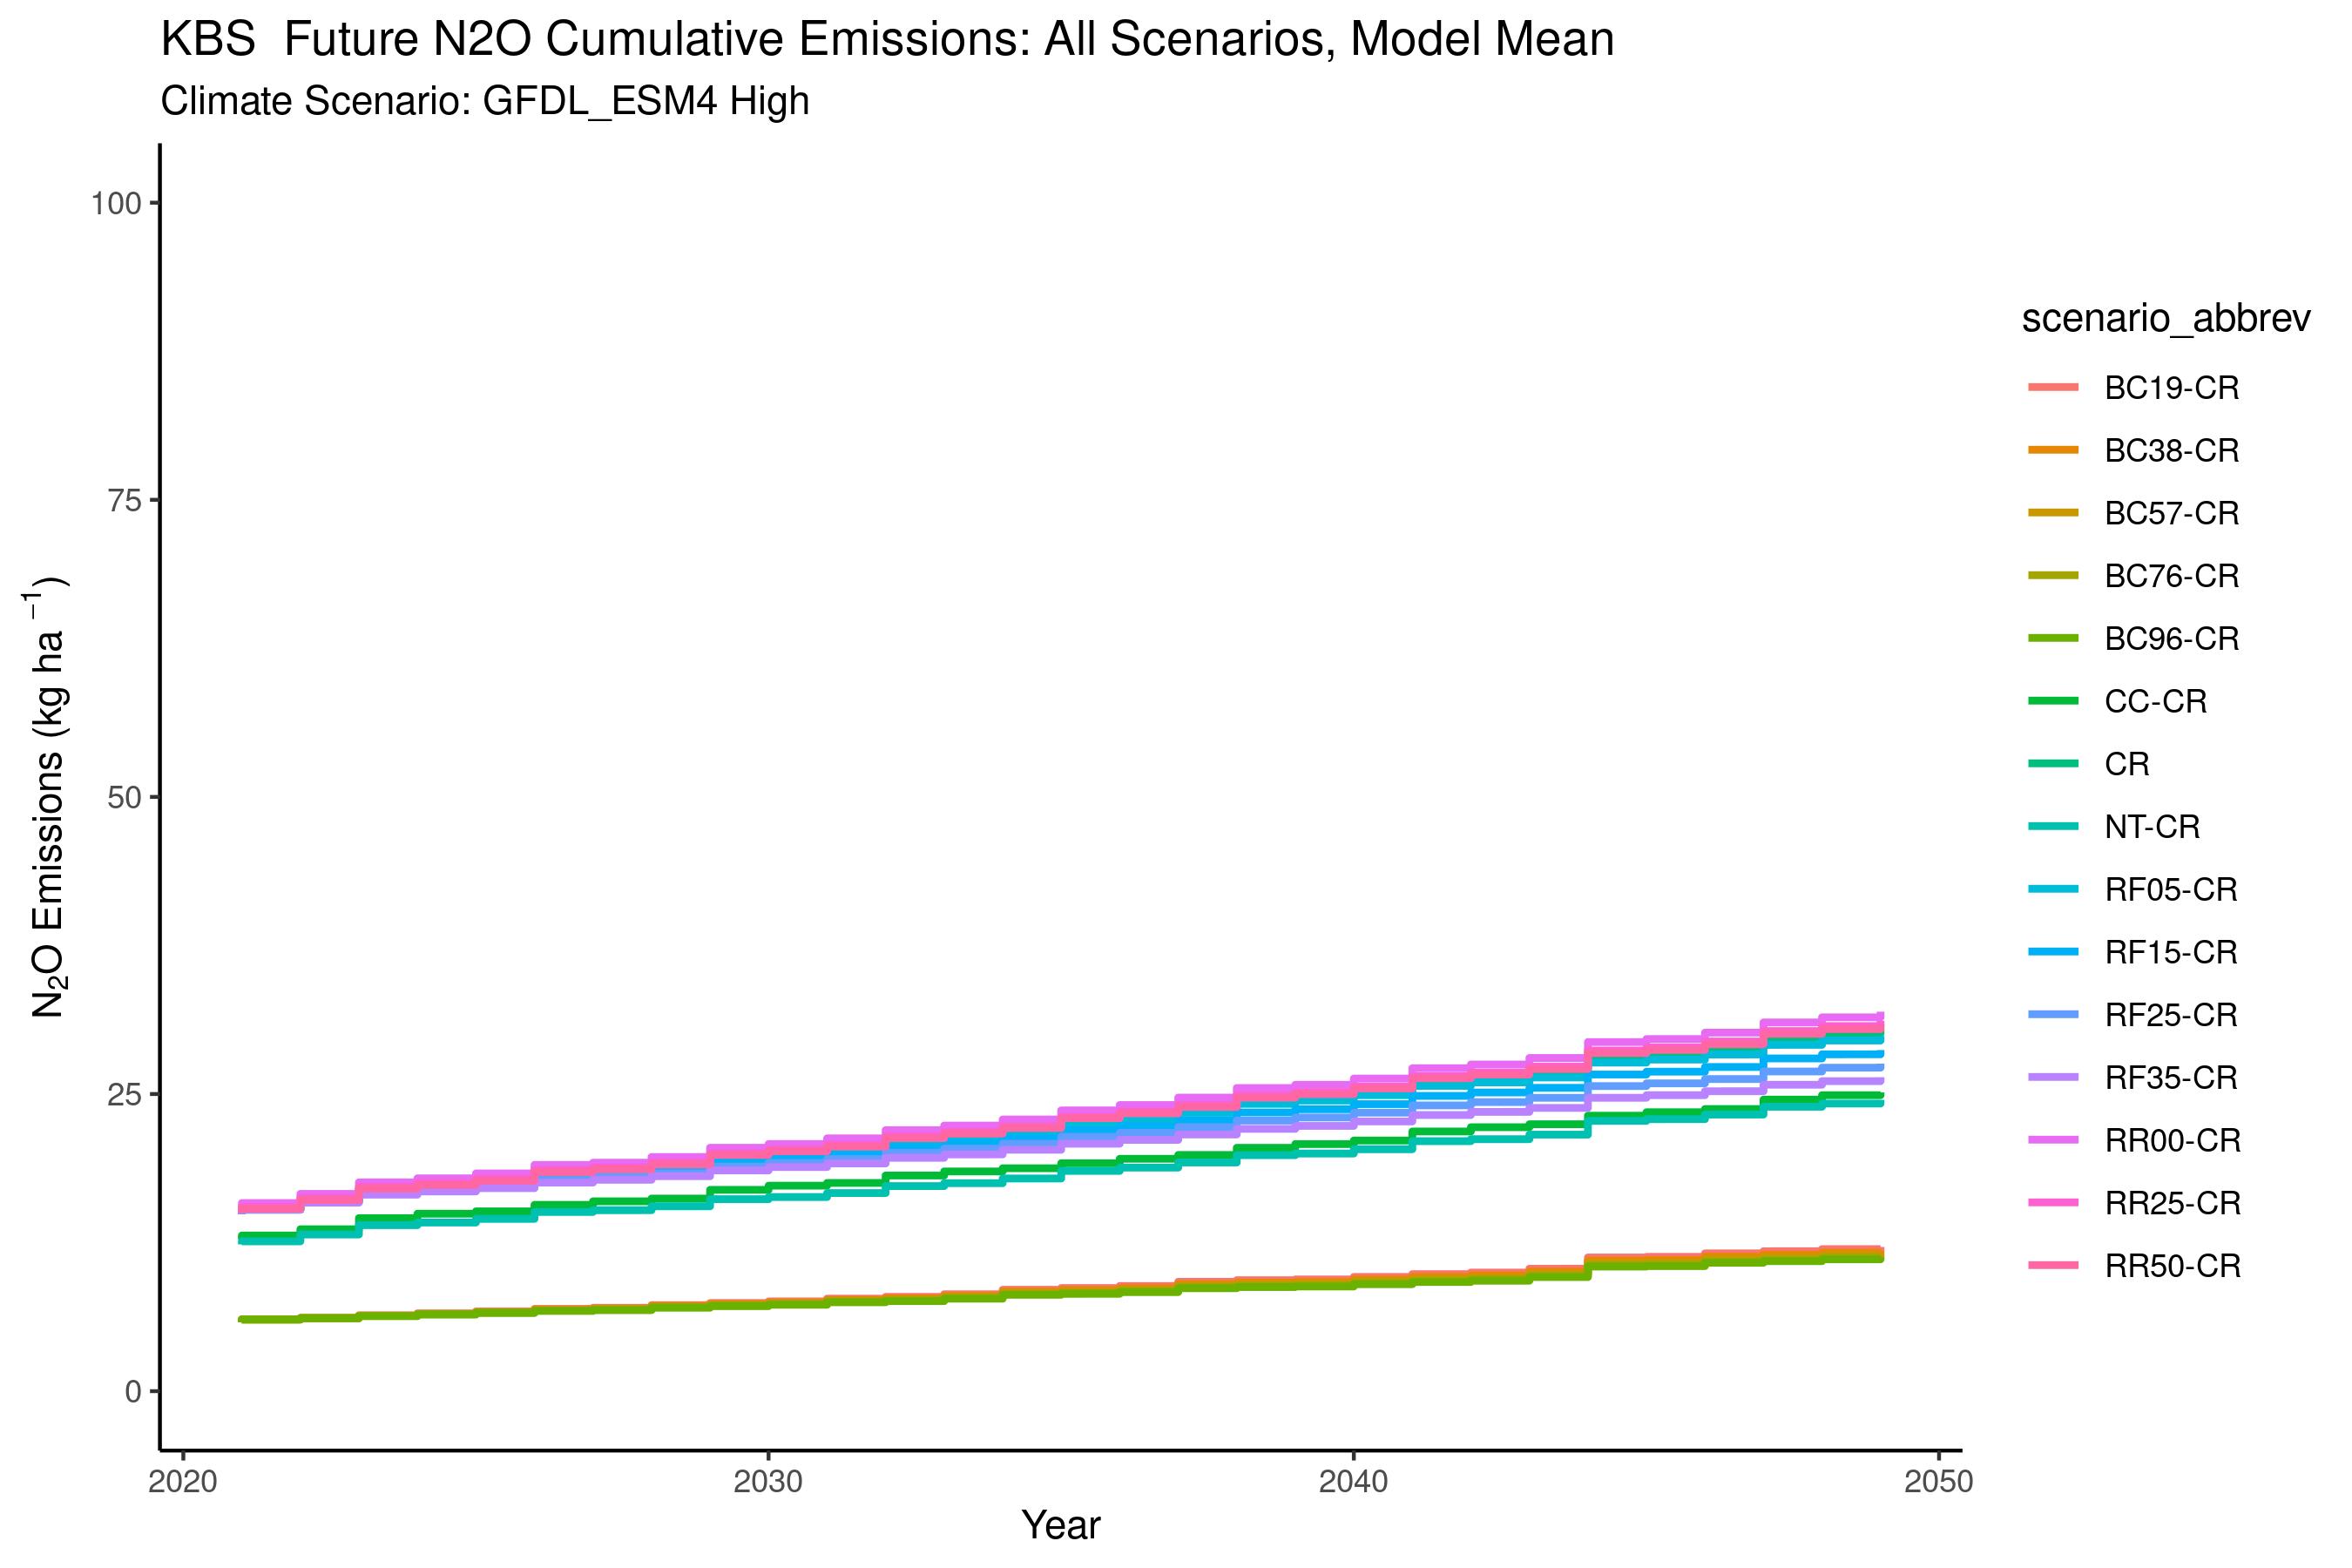 KBS  Future N2O Cumulative Emissions: All Scenarios, Model Mean
Climate Scenario: GFDL_ESM4 High
N₂O Emissions (kg ha ⁻¹)
100
75
50
25
0
2020 2030 2040 2050
Year
scenario_abbrev
BC19-CR
BC38-CR
BC57-CR
BC76-CR
BC96-CR
CC-CR
CR
NT-CR
RF05-CR
RF15-CR
RF25-CR
RF35-CR
RR00-CR
RR25-CR
RR50-CR